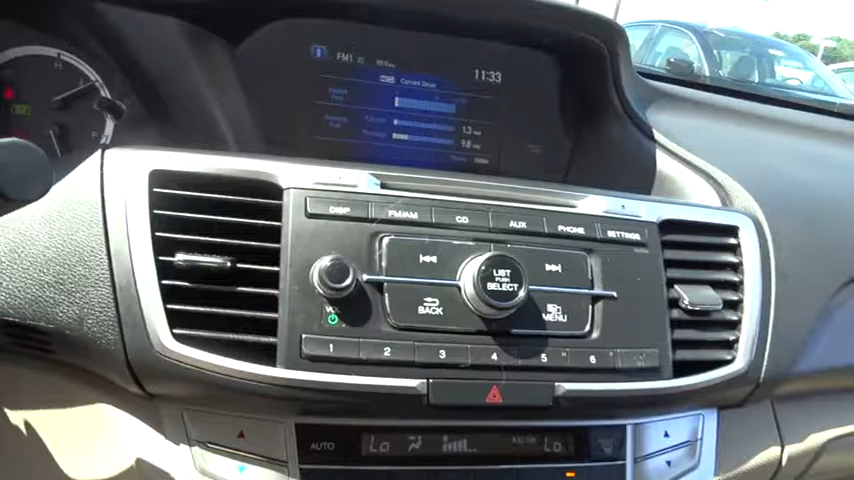 FM1
11:33
Current Drive
1.3
9.8
DISP
FM/AM
CD
AUX
PHONE
SETTINGS
LIST
PUSH
SELECT
BACK
MENU
VOL
1 2 3 4 5 6
AUTO
Lo
Lo
H
F